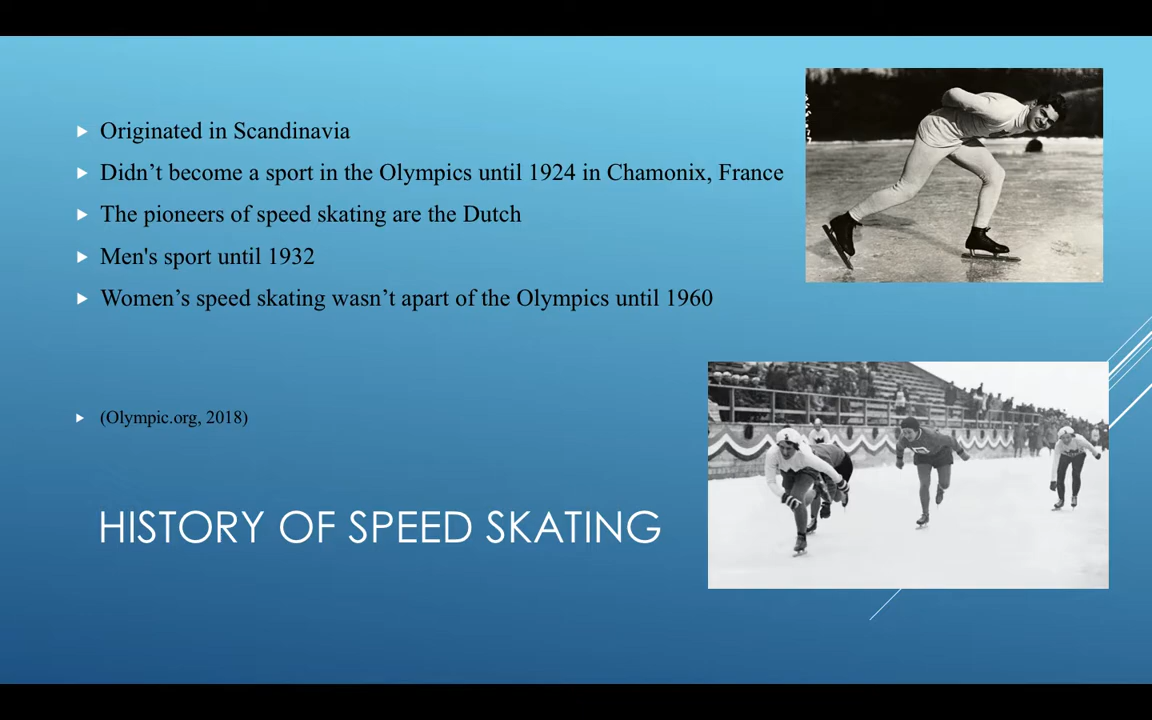 Originated in Scandinavia
Didn’t become a sport in the Olympics until 1924 in Chamonix, France
The pioneers of speed skating are the Dutch
Men's sport until 1932
Women’s speed skating wasn’t apart of the Olympics until 1960
(Olympic.org, 2018)
HISTORY OF SPEED SKATING